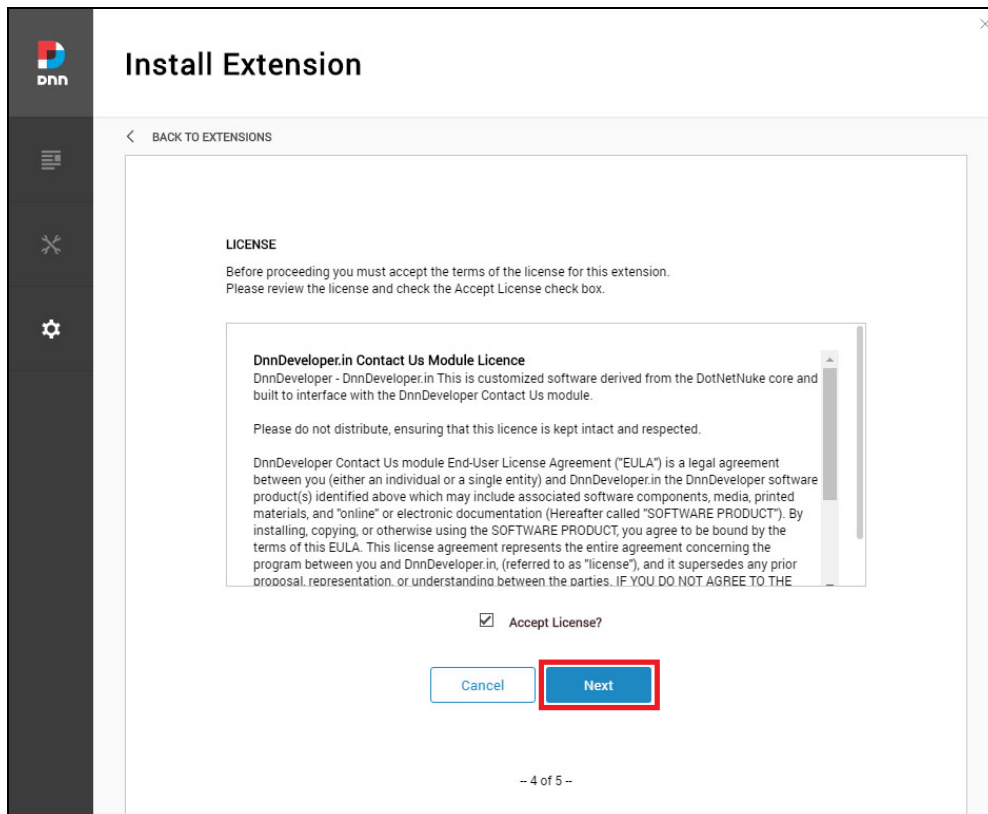 DNN
Install Extension
BACK TO EXTENSIONS
LICENSE
Before proceeding you must accept the terms of the license for this extension.
Please review the license and check the Accept License check box.
DnnDeveloper.in Contact Us Module Licence
DnnDeveloper - DnnDeveloper.in This is customized software derived from the DotNetNuke core and
built to interface with the DnnDeveloper Contact Us module.
Please do not distribute, ensuring that this licence is kept intact and respected.
DnnDeveloper Contact Us module End-User License Agreement ("EULA") is a legal agreement
between you (either an individual or a single entity) and DnnDeveloper.in the DnnDeveloper software
product(s) identified above which may include associated software components, media, printed
materials, and "online" or electronic documentation (Hereafter called "SOFTWARE PRODUCT"). By
installing, copying, or otherwise using the SOFTWARE PRODUCT, you agree to be bound by the
terms of this EULA. This license agreement represents the entire agreement concerning the
program between you and DnnDeveloper.in, (referred to as "license"), and it supersedes any prior
proposal, representation, or understanding between the parties. IF YOU DO NOT AGREE TO THE
Accept License?
Cancel
Next
-- 4 of 5 --